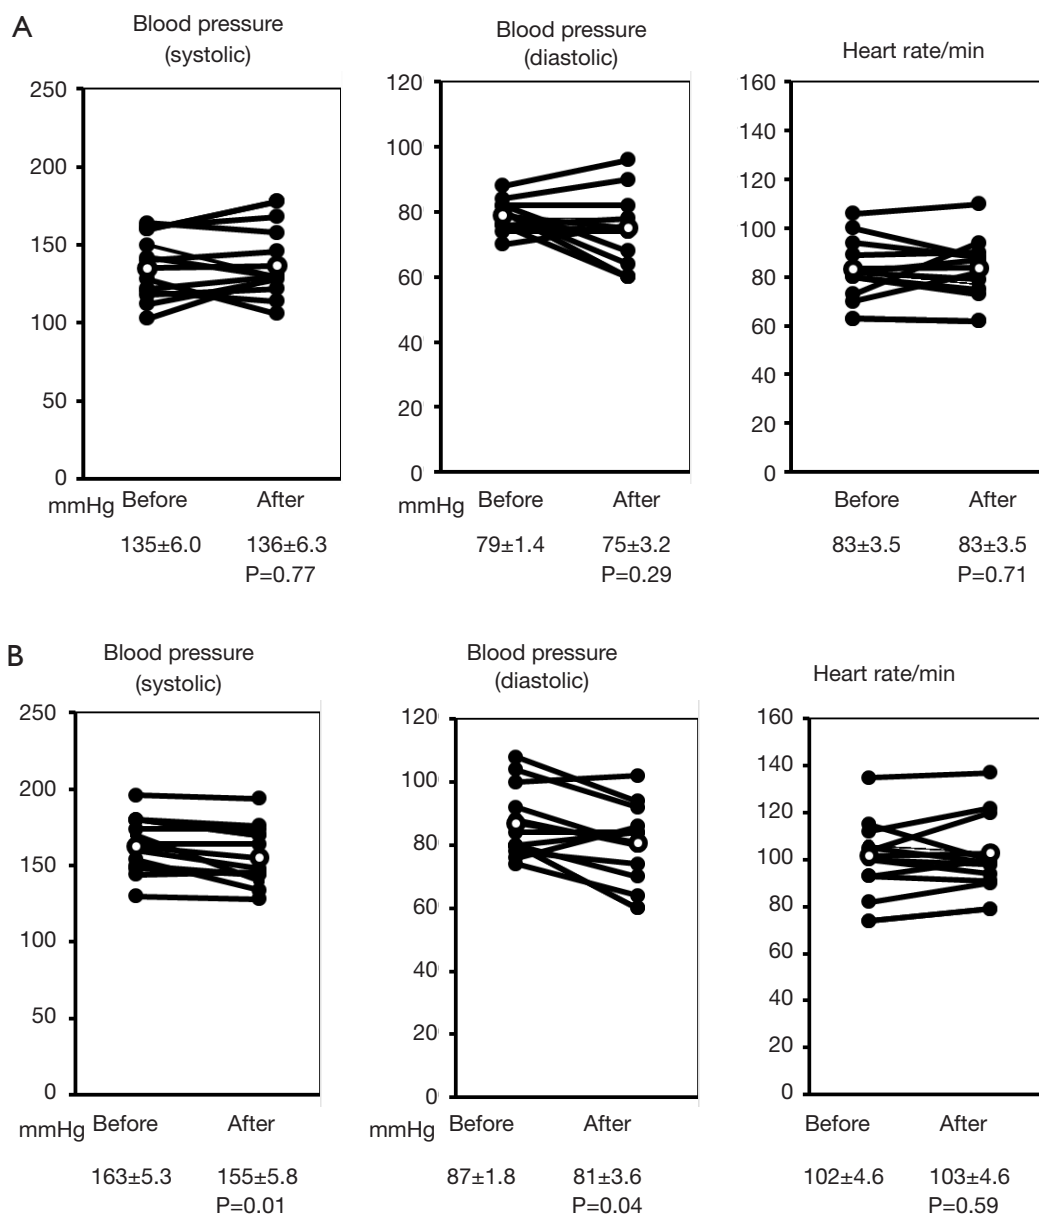 A
Blood pressure
(systolic)
250
200
150
100
50
0
mmHg Before After
135±6.0 136±6.3
P=0.77
Blood pressure
(diastolic)
120
100
80
60
40
20
0
mmHg Before After
79±1.4 75±3.2
P=0.29
Heart rate/min
160
140
120
100
80
60
40
20
0
Before After
83±3.5 83±3.5
P=0.71
B
Blood pressure
(systolic)
250
200
150
100
50
0
mmHg Before After
163±5.3 155±5.8
P=0.01
Blood pressure
(diastolic)
120
100
80
60
40
20
0
mmHg Before After
87±1.8 81±3.6
P=0.04
Heart rate/min
160
140
120
100
80
60
40
20
0
Before After
102±4.6 103±4.6
P=0.59